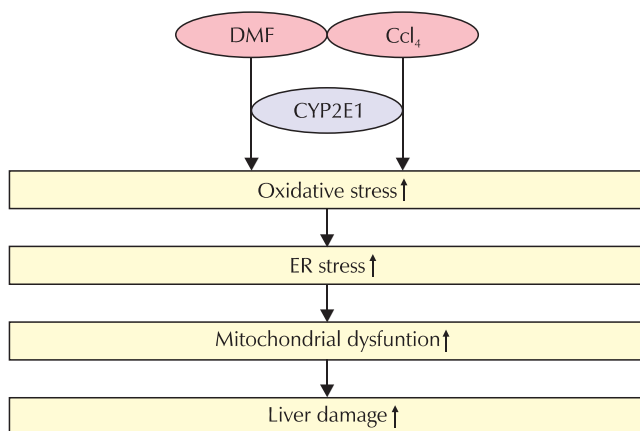 DMF
Ccl₄
CYP2E1
Oxidative stress↑
ER stress↑
Mitochondrial dysfuntion↑
Liver damage↑